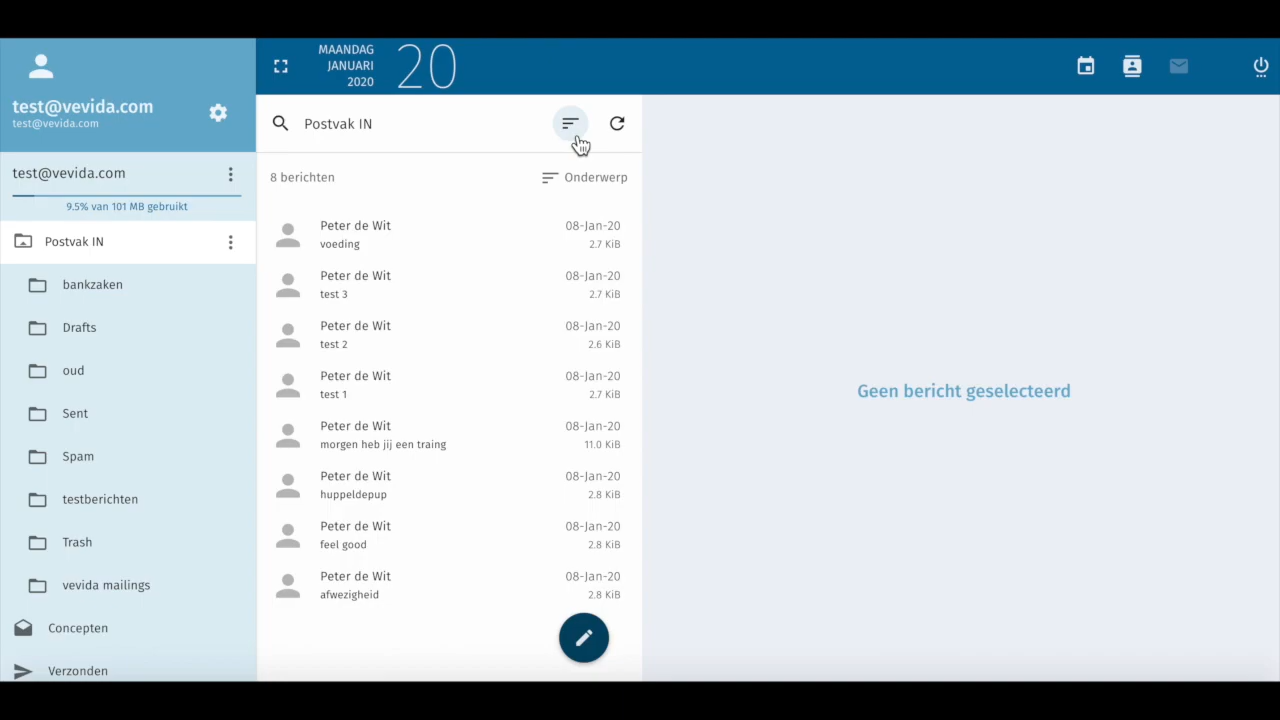 test@vevida.com
test@vevida.com
MAANDAG
JANUARI
2020
20
test@vevida.com
9.5% van 101 MB gebruikt
Postvak IN
bankzaken
Drafts
oud
Sent
Spam
testberichten
Trash
vevida mailings
Concepten
Verzonden
Postvak IN
8 berichten
Onderwerp
Peter de Wit 08-Jan-20
voeding 2.7 KiB
Peter de Wit 08-Jan-20
test 3 2.7 KiB
Peter de Wit 08-Jan-20
test 2 2.6 KiB
Peter de Wit 08-Jan-20
test 1 2.7 KiB
Peter de Wit 08-Jan-20
morgen heb jij een traing 11.0 KiB
Peter de Wit 08-Jan-20
huppeldepup 2.8 KiB
Peter de Wit 08-Jan-20
feel good 2.8 KiB
Peter de Wit 08-Jan-20
afwezigheid 2.8 KiB
Geen bericht geselecteerd